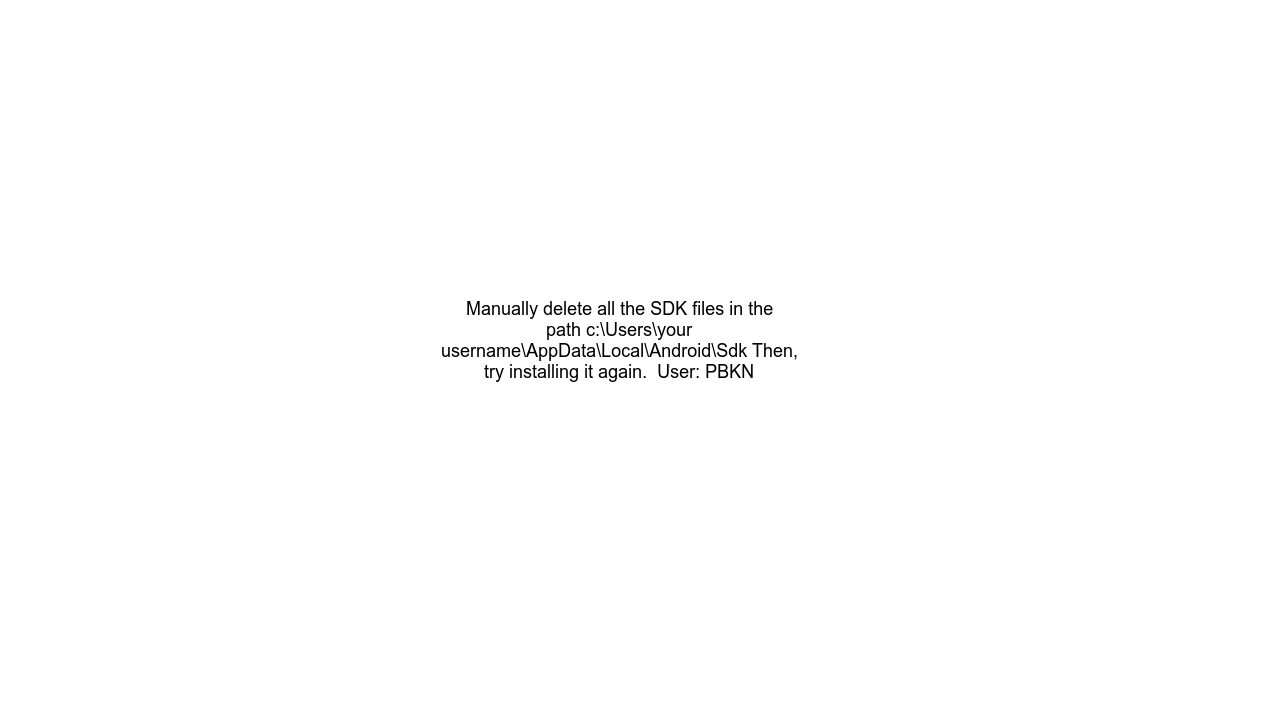 Manually delete all the SDK files in the
path c:\Users\your
username\AppData\Local\Android\Sdk Then,
try installing it again.  User: PBKN